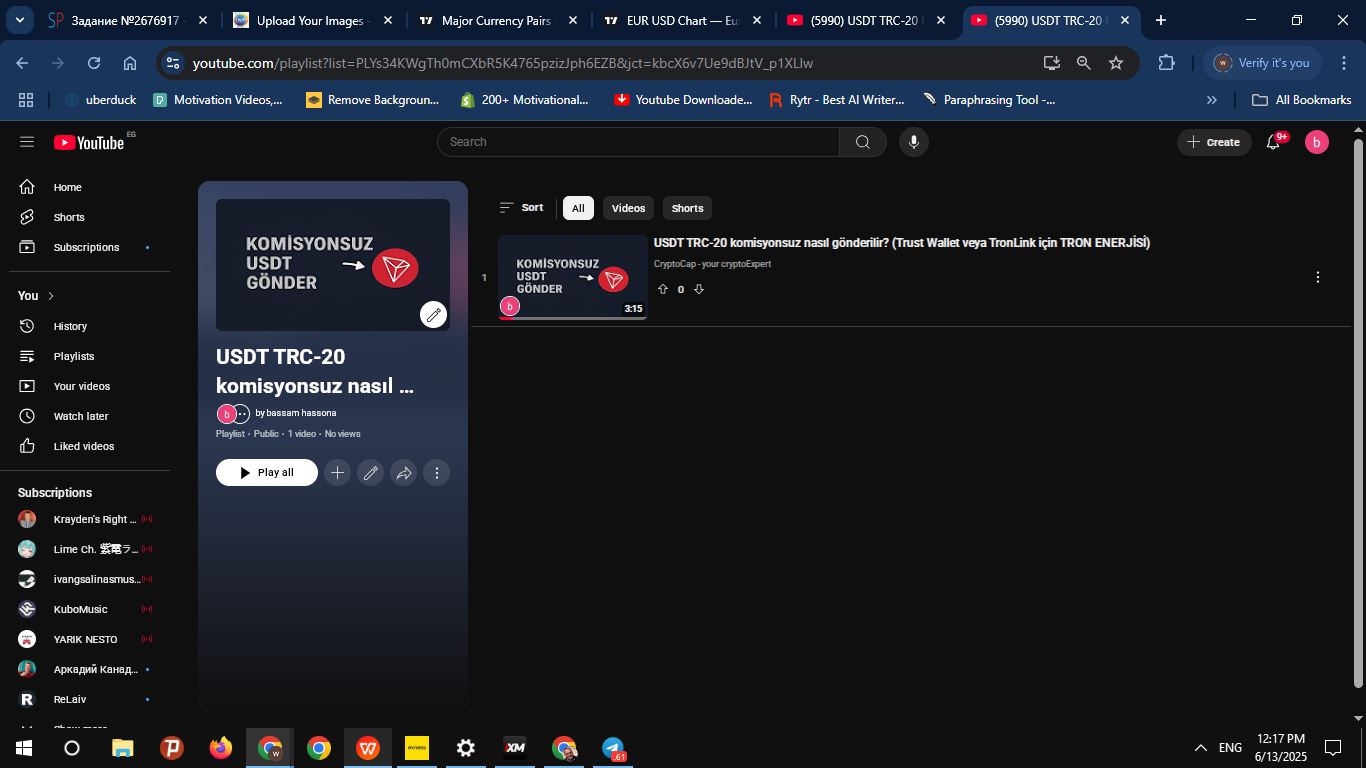 Задание №2676917 -
Upload Your Images -
Major Currency Pairs -
EUR USD Chart — Eur
(5990) USDT TRC-20 k
(5990) USDT TRC-20 k
youtube.com/playlist?list=PLYs34KWgTh0mCXbR5K4765pzizJph6EZB&jct=kbcX6v7Ue9dBJtV_p1XLIw
Verify it's you
uberduck
Motivation Videos,...
Remove Backgroun...
200+ Motivational...
Youtube Downloade...
Rytr - Best AI Writer...
Paraphrasing Tool -...
All Bookmarks
YouTube EG
Search
Create
9+
b
Home
Shorts
Subscriptions
You
History
Playlists
Your videos
Watch later
Liked videos
Subscriptions
Krayden's Right ...
Lime Ch. 紫電ラ...
ivangsalinasmus...
KuboMusic
YARIK NESTO
Аркадий Канад...
ReLaiv
KOMİSYONSUZ
USDT
GÖNDER
USDT TRC-20
komisyonsuz nasıl ...
b
by bassam hassona
Playlist • Public • 1 video • No views
Play all
Sort
All
Videos
Shorts
1
KOMİSYONSUZ
USDT
GÖNDER
b
3:15
USDT TRC-20 komisyonsuz nasıl gönderilir? (Trust Wallet veya TronLink için TRON ENERJİSİ)
CryptoCap - your cryptoExpert
0
exness
XM
61
ENG
12:17 PM
6/13/2025